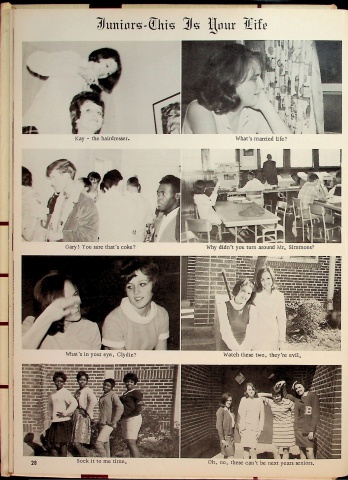 Juniors-This Is Your Life
Kay - the hairdresser.
What's married life?
Gary! You sure that's coke?
Why didn't you turn around Mr. Simmons?
What's in your eye, Clydie?
Watch these two, they're evil.
Sock it to me time.
Oh, no, these can't be next years seniors.
28
B